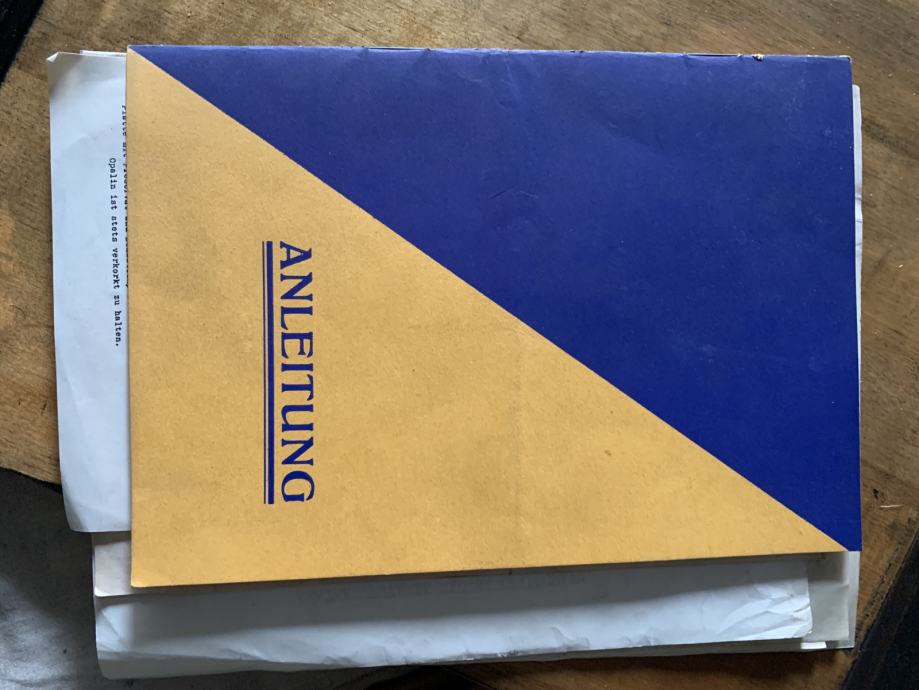 Opalin ist stets verkorkt zu halten.
ANLEITUNG